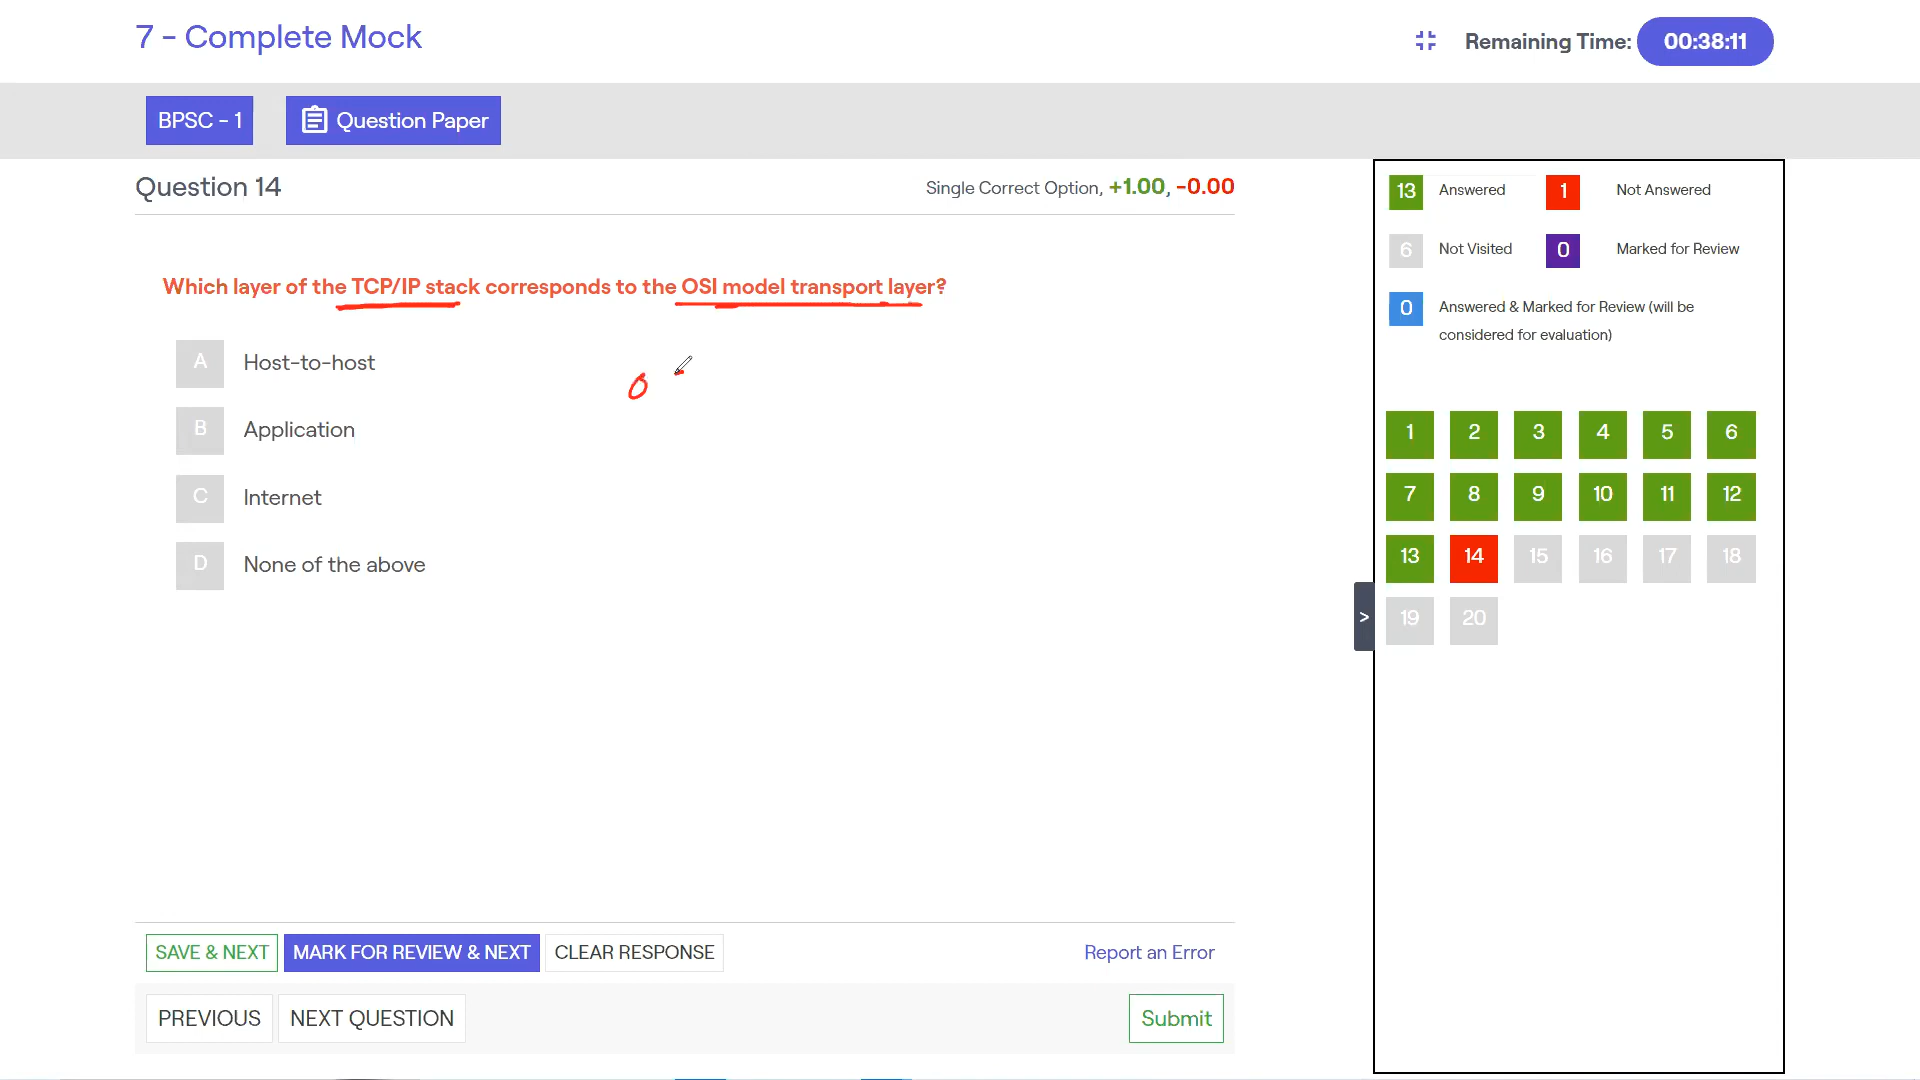 7 - Complete Mock
Remaining Time: 00:38:11
BPSC - 1
Question Paper
Question 14
Single Correct Option, +1.00, -0.00
Which layer of the TCP/IP stack corresponds to the OSI model transport layer?
A Host-to-host
B Application
C Internet
D None of the above
O
SAVE & NEXT
MARK FOR REVIEW & NEXT
CLEAR RESPONSE
Report an Error
PREVIOUS
NEXT QUESTION
Submit
13 Answered
1 Not Answered
6 Not Visited
0 Marked for Review
0 Answered & Marked for Review (will be
considered for evaluation)
1 2 3 4 5 6
7 8 9 10 11 12
13 14 15 16 17 18
> 19 20